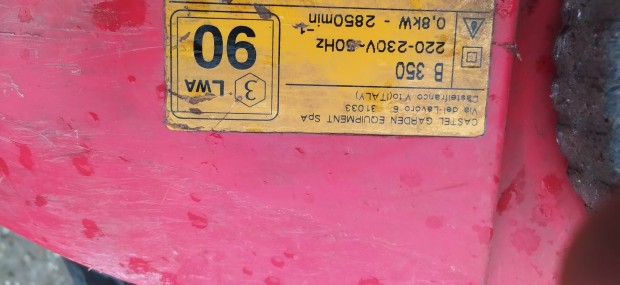 CASTEL GARDEN EQUIPMENT SpA
Via del Lavoro 6 31033
Castelfranco V.to(ITALY)
B 350
220-230V~50Hz
0,8kW - 2850min⁻¹
LWA
90